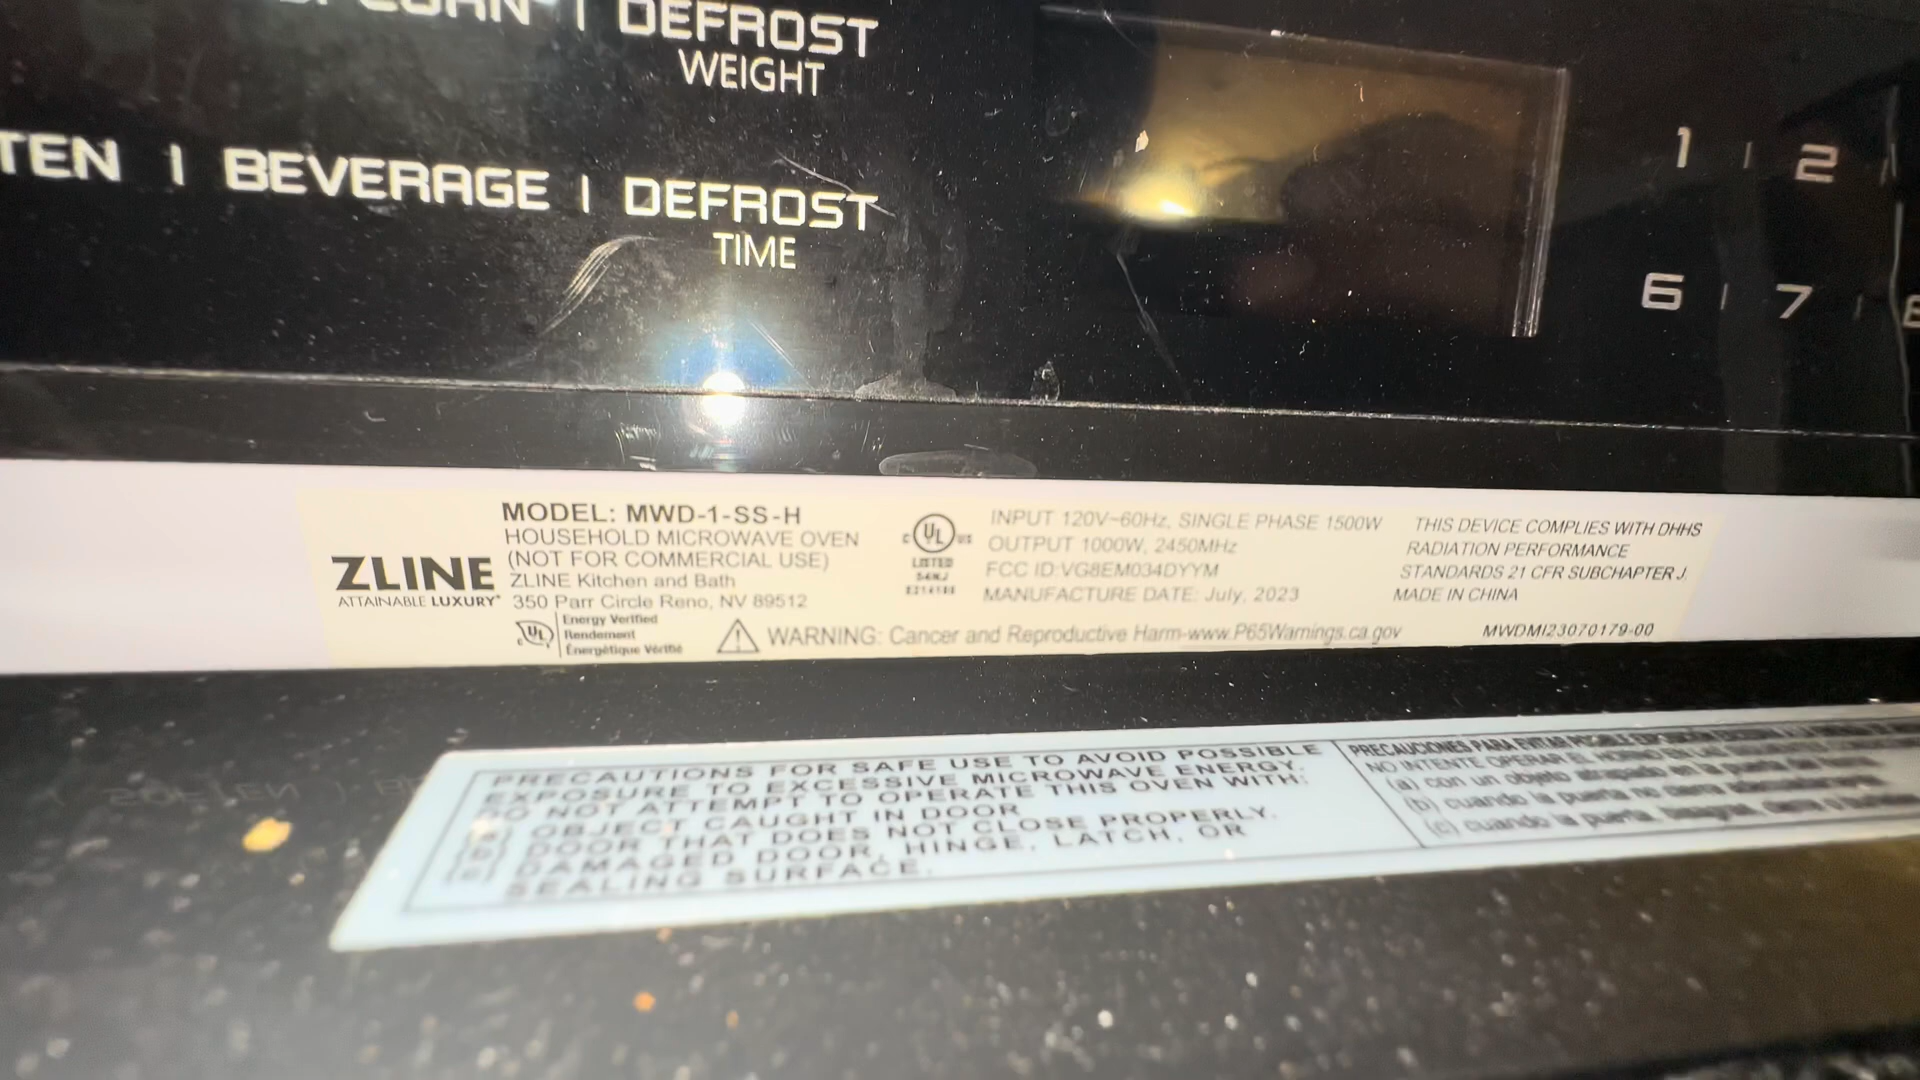 DEFROST
WEIGHT
TEN | BEVERAGE | DEFROST
TIME
1 | 2 |
6 | 7 |
ZLINE
ATTAINABLE LUXURY
MODEL: MWD-1-SS-H
HOUSEHOLD MICROWAVE OVEN
(NOT FOR COMMERCIAL USE)
ZLINE Kitchen and Bath
350 Parr Circle Reno, NV 89512
C UL
Energy Verified
Rendement
Énergétique Vérifié
C UL US
LISTED
INPUT 120V~60Hz, SINGLE PHASE 1500W
OUTPUT 1000W, 2450MHz
FCC ID:VG8EM034DYYM
MANUFACTURE DATE: July, 2023
WARNING: Cancer and Reproductive Harm-www.P65Warnings.ca.gov
THIS DEVICE COMPLIES WITH DHHS
RADIATION PERFORMANCE
STANDARDS 21 CFR SUBCHAPTER J.
MADE IN CHINA
MWDMI23070179-00
PRECAUTIONS FOR SAFE USE TO AVOID POSSIBLE
EXPOSURE TO EXCESSIVE MICROWAVE ENERGY.
DO NOT ATTEMPT TO OPERATE THIS OVEN WITH:
OBJECT CAUGHT IN DOOR
DOOR THAT DOES NOT CLOSE PROPERLY.
DAMAGED DOOR, HINGE, LATCH, OR
SEALING SURFACE.
PRECAUCIONES PARA EVITAR
NO INTENTE OPERAR EL HORNO EN
(a) con un objeto atrapado en la puerta
(b) cuando la puerta no cierra
(c) cuando la puerta